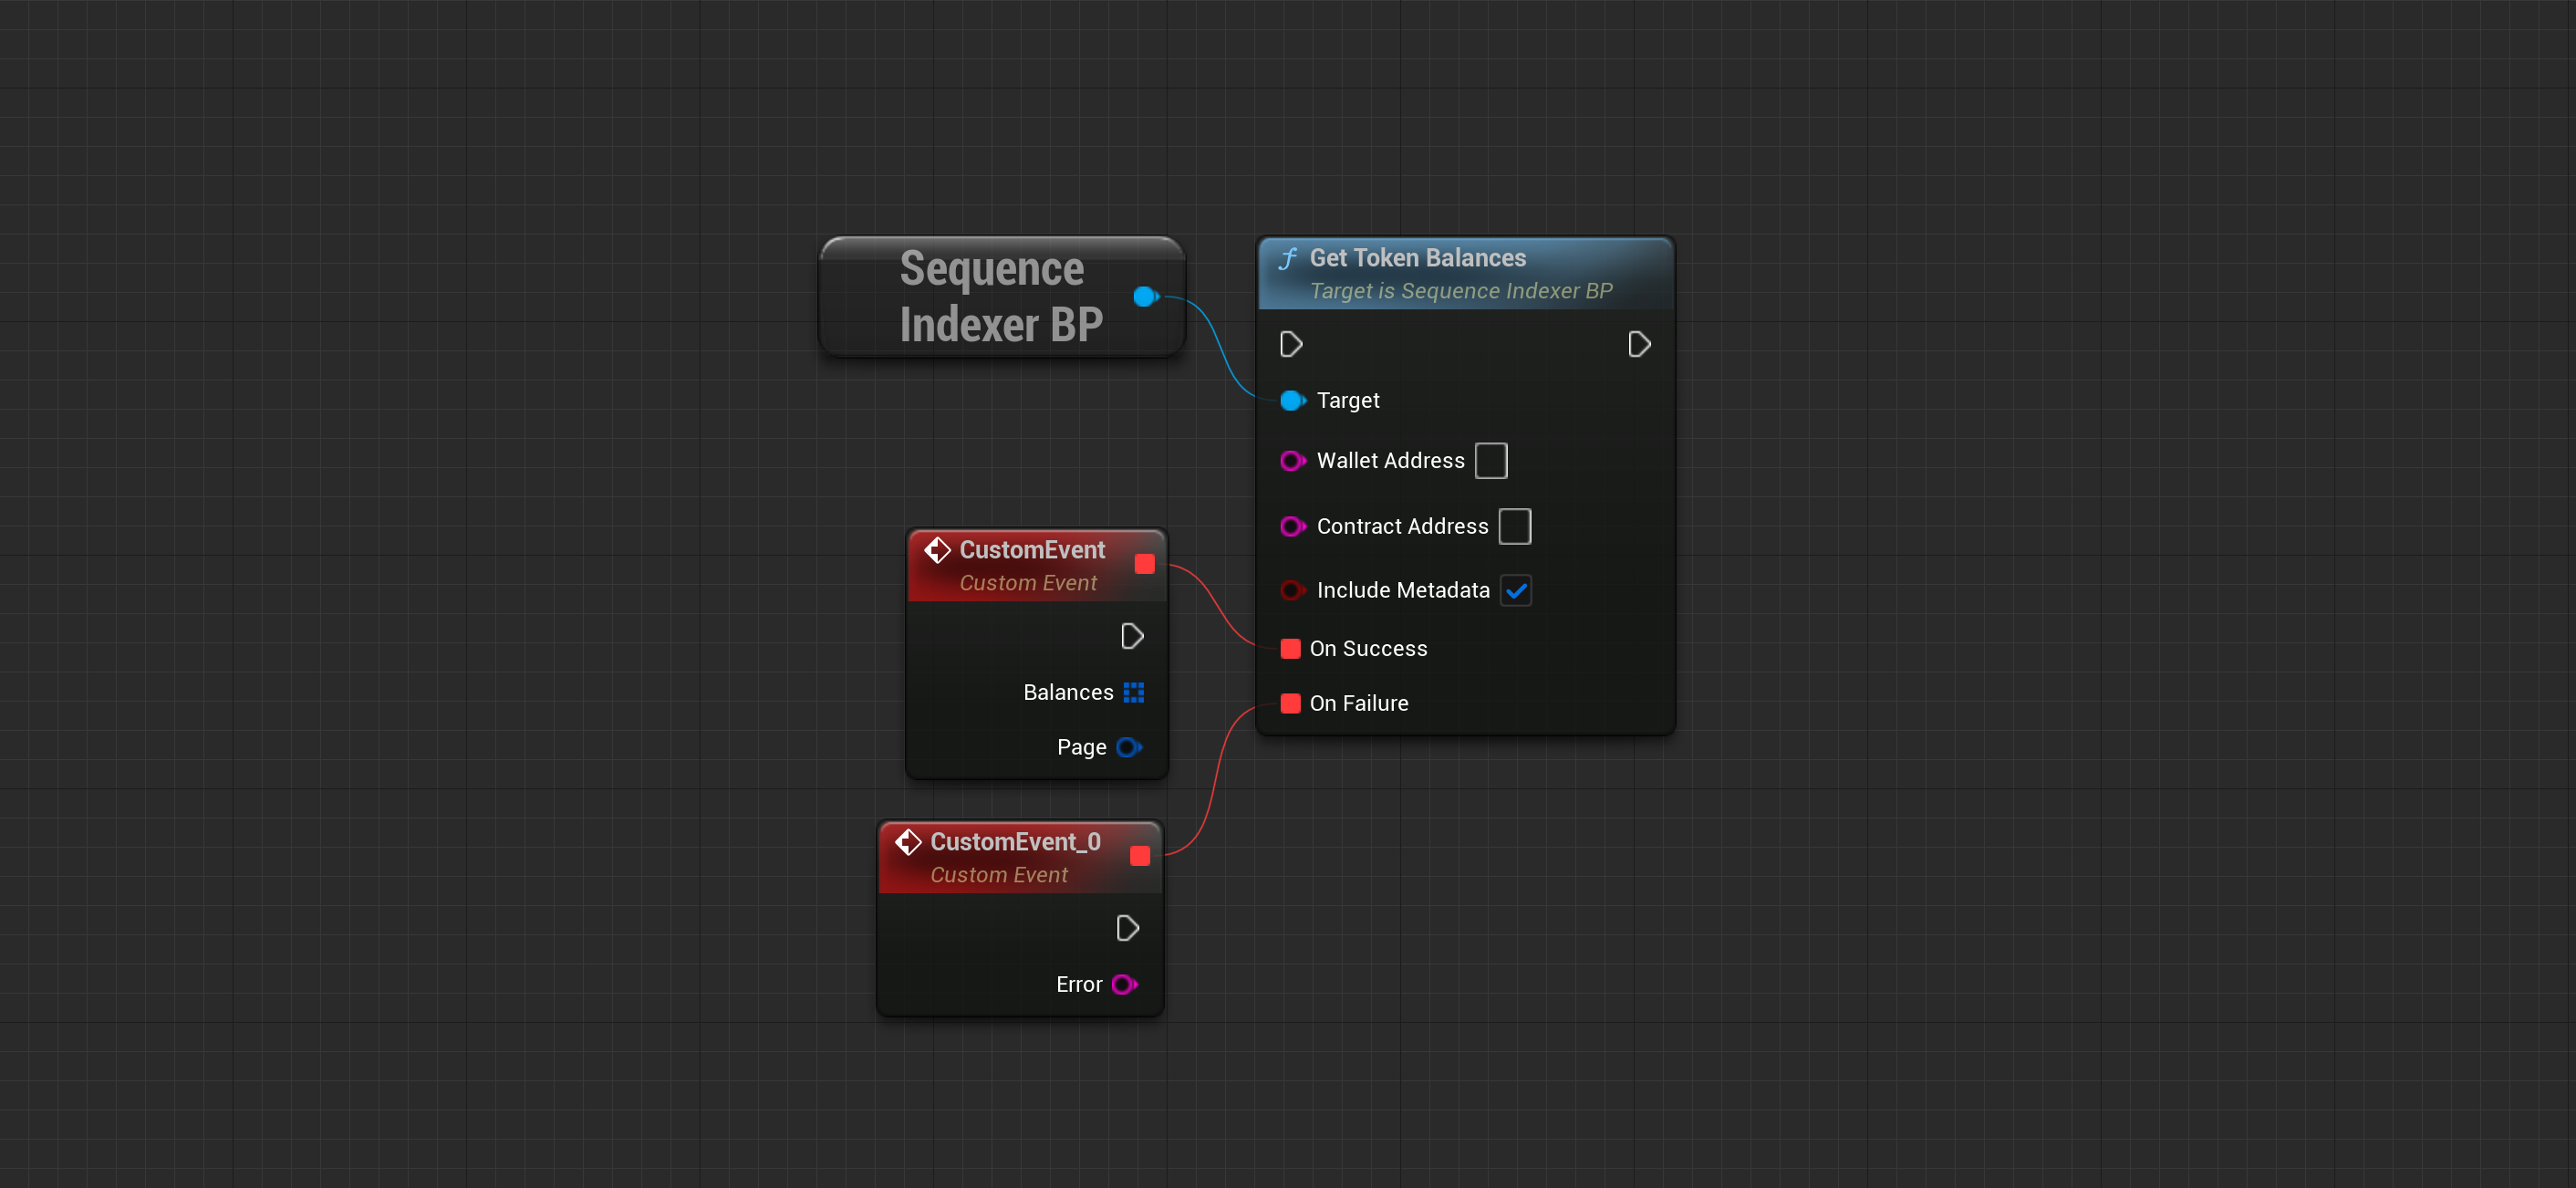 Sequence
Indexer BP
Get Token Balances
Target is Sequence Indexer BP
Target
Wallet Address
Contract Address
Include Metadata
On Success
On Failure
CustomEvent
Custom Event
Balances
Page
CustomEvent_0
Custom Event
Error